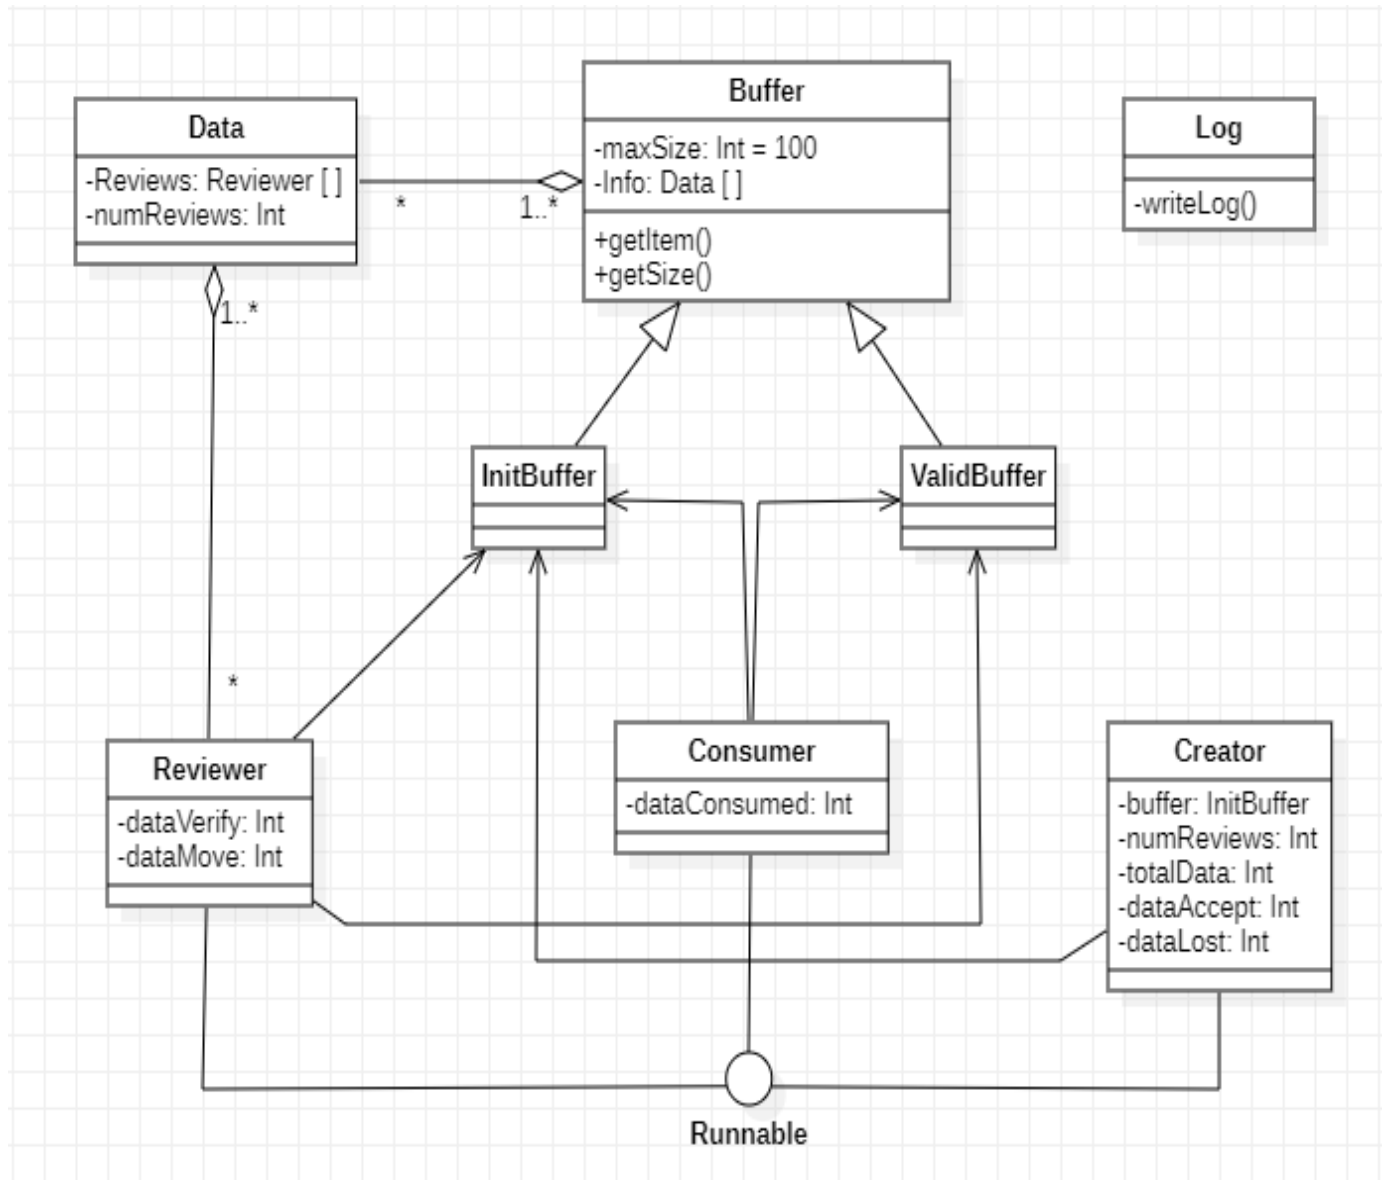 Data
-Reviews: Reviewer [ ]
-numReviews: Int
Buffer
-maxSize: Int = 100
-Info: Data [ ]
+getItem()
+getSize()
Log
-writeLog()
*
1..*
1..*
InitBuffer
ValidBuffer
*
Reviewer
-dataVerify: Int
-dataMove: Int
Consumer
-dataConsumed: Int
Creator
-buffer: InitBuffer
-numReviews: Int
-totalData: Int
-dataAccept: Int
-dataLost: Int
Runnable